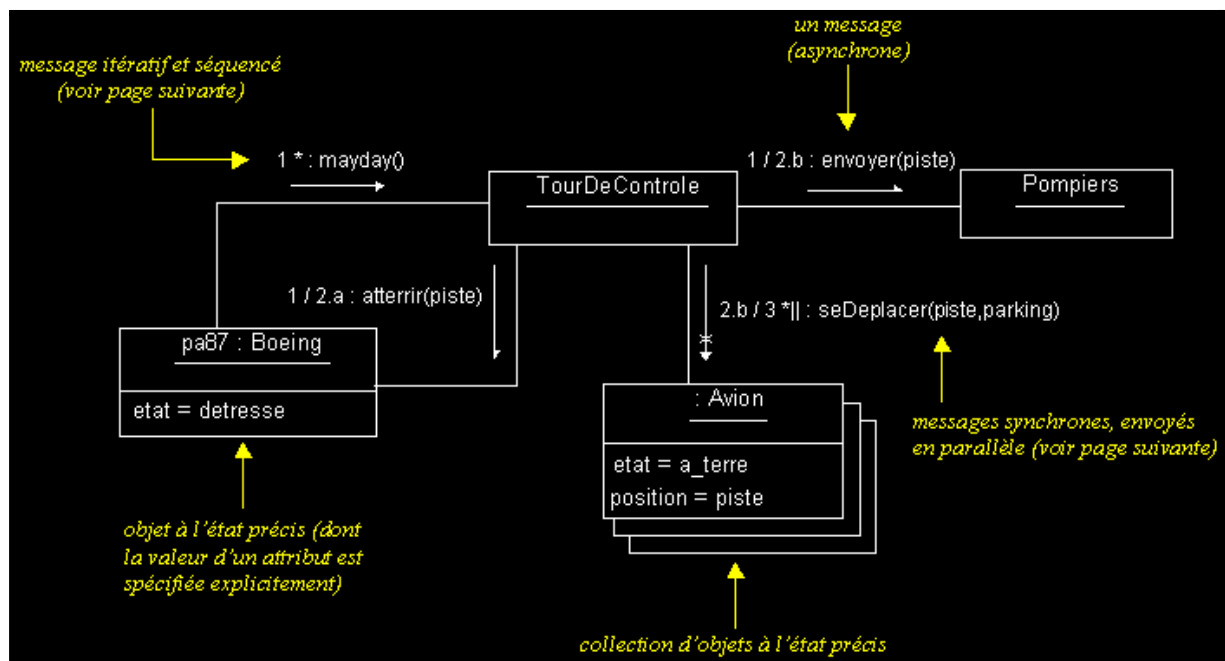 un message
(asynchrone)
message itératif et séquencé
(voir page suivante)
1 * : mayday()
1 / 2.b : envoyer(piste)
TourDeControle
Pompiers
1 / 2.a : atterrir(piste)
2.b / 3 *|| : seDeplacer(piste,parking)
pa87 : Boeing
etat = detresse
: Avion
etat = a_terre
position = piste
messages synchrones, envoyés
en parallèle (voir page suivante)
objet à l'état précis (dont
la valeur d'un attribut est
spécifiée explicitement)
collection d'objets à l'état précis